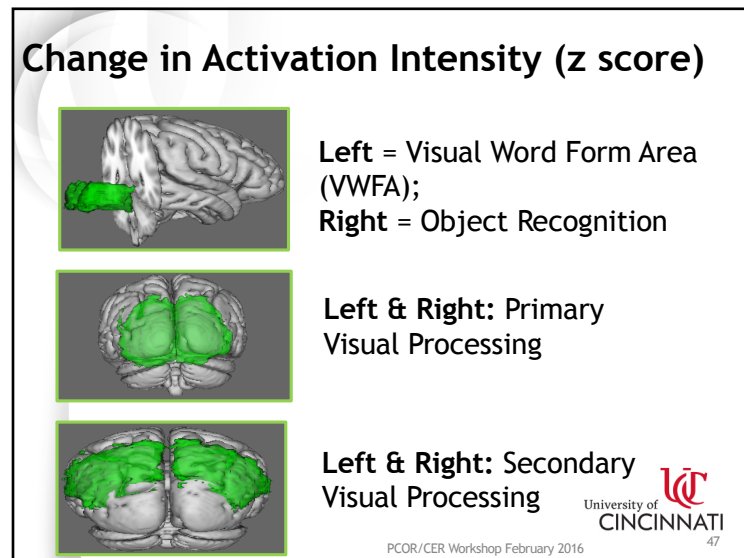 Change in Activation Intensity (z score)
Left = Visual Word Form Area
(VWFA);
Right = Object Recognition
Left & Right: Primary
Visual Processing
Left & Right: Secondary
Visual Processing
UC
University of
CINCINNATI
PCOR/CER Workshop February 2016
47